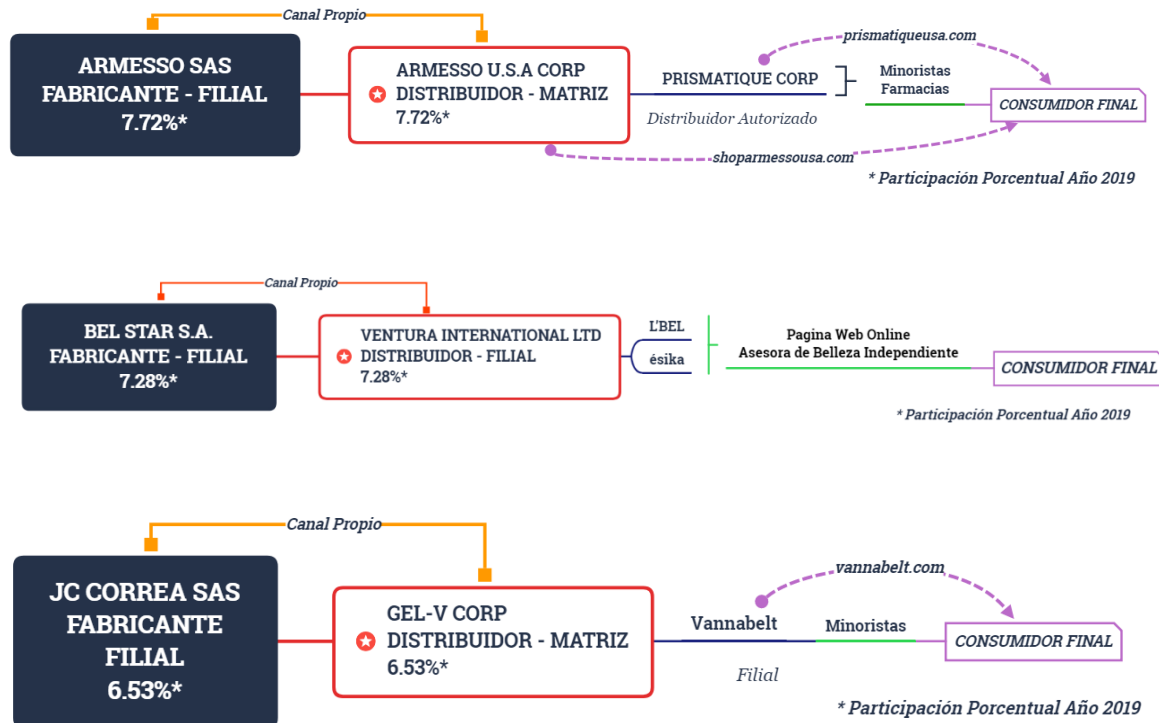 Canal Propio
ARMESSO SAS
FABRICANTE - FILIAL
7.72%*
ARMESSO U.S.A CORP
DISTRIBUIDOR - MATRIZ
7.72%*
PRISMATIQUE CORP
Distribuidor Autorizado
prismatiqueusa.com
Minoristas
Farmacias
CONSUMIDOR FINAL
shoparmessousa.com
* Participación Porcentual Año 2019
Canal Propio
BEL STAR S.A.
FABRICANTE - FILIAL
7.28%*
VENTURA INTERNATIONAL LTD
DISTRIBUIDOR - FILIAL
7.28%*
L'BEL
ésika
Pagina Web Online
Asesora de Belleza Independiente
CONSUMIDOR FINAL
* Participación Porcentual Año 2019
Canal Propio
JC CORREA SAS
FABRICANTE
FILIAL
6.53%*
GEL-V CORP
DISTRIBUIDOR - MATRIZ
6.53%*
Vannabelt
Filial
vannabelt.com
Minoristas
CONSUMIDOR FINAL
* Participación Porcentual Año 2019